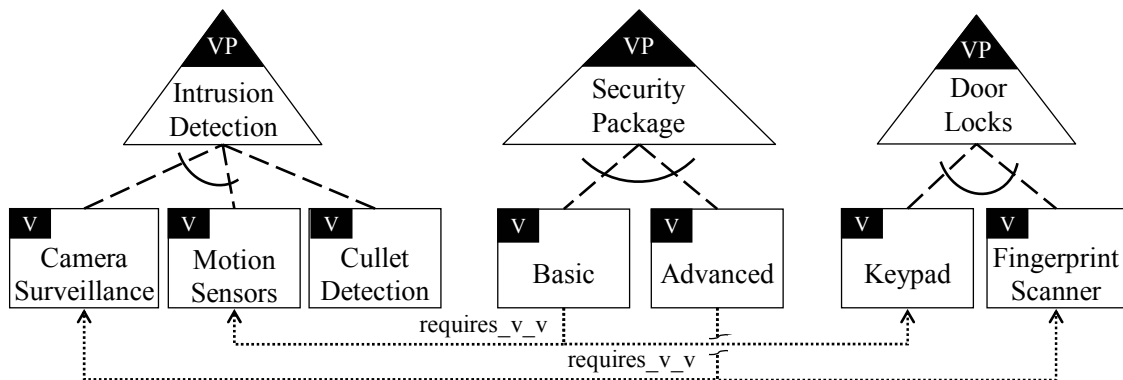 VP
Intrusion
Detection
VP
Security
Package
VP
Door
Locks
V
Camera
Surveillance
V
Motion
Sensors
V
Cullet
Detection
V
Basic
V
Advanced
V
Keypad
V
Fingerprint
Scanner
requires_v_v
requires_v_v